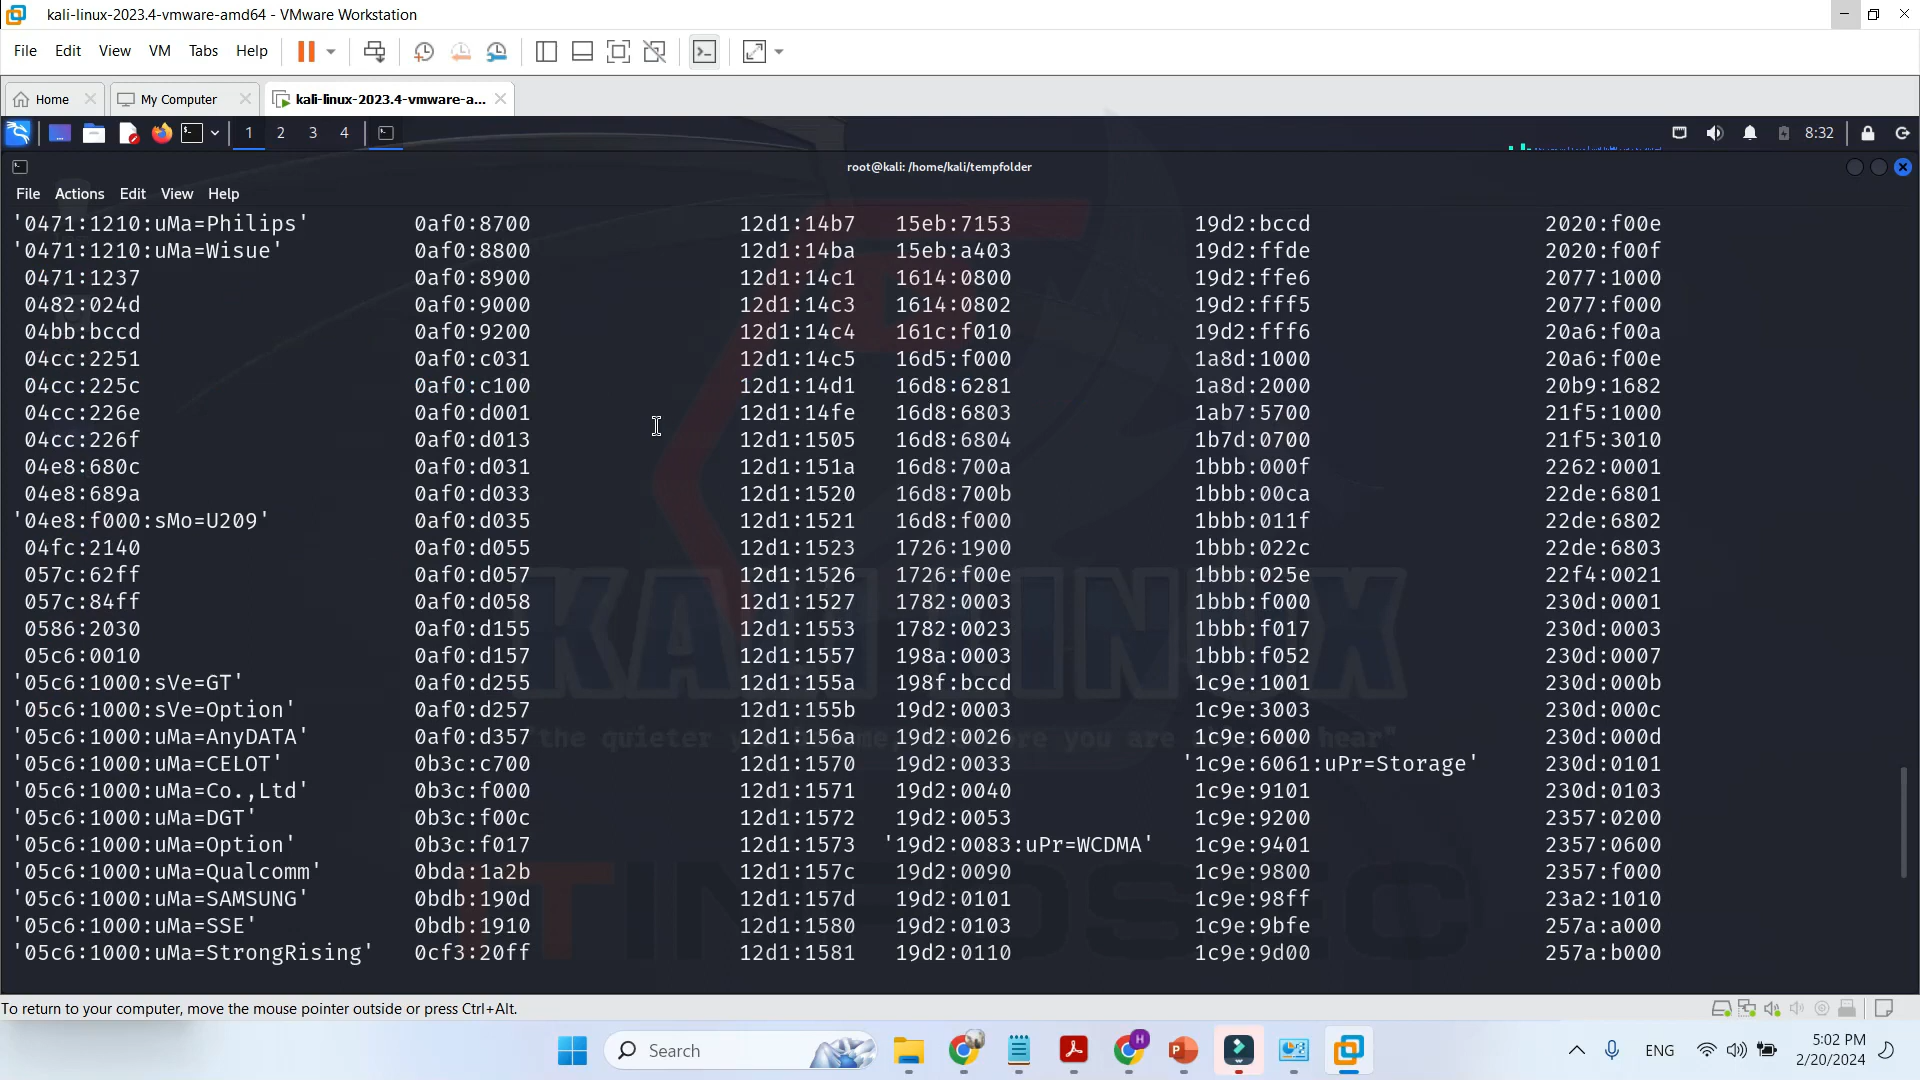 kali-linux-2023.4-vmware-amd64 - VMware Workstation
File Edit View VM Tabs Help
Home My Computer kali-linux-2023.4-vmware-a...
1 2 3 4 8:32
root@kali: /home/kali/tempfolder
File Actions Edit View Help
'0471:1210:uMa=Philips' 0af0:8700 12d1:14b7 15eb:7153 19d2:bccd 2020:f00e
'0471:1210:uMa=Wisue' 0af0:8800 12d1:14ba 15eb:a403 19d2:ffde 2020:f00f
0471:1237 0af0:8900 12d1:14c1 1614:0800 19d2:ffe6 2077:1000
0482:024d 0af0:9000 12d1:14c3 1614:0802 19d2:fff5 2077:f000
04bb:bccd 0af0:9200 12d1:14c4 161c:f010 19d2:fff6 20a6:f00a
04cc:2251 0af0:c031 12d1:14c5 16d5:f000 1a8d:1000 20a6:f00e
04cc:225c 0af0:c100 12d1:14d1 16d8:6281 1a8d:2000 20b9:1682
04cc:226e 0af0:d001 12d1:14fe 16d8:6803 1ab7:5700 21f5:1000
04cc:226f 0af0:d013 12d1:1505 16d8:6804 1b7d:0700 21f5:3010
04e8:680c 0af0:d031 12d1:151a 16d8:700a 1bbb:000f 2262:0001
04e8:689a 0af0:d033 12d1:1520 16d8:700b 1bbb:00ca 22de:6801
'04e8:f000:sMo=U209' 0af0:d035 12d1:1521 16d8:f000 1bbb:011f 22de:6802
04fc:2140 0af0:d055 12d1:1523 1726:1900 1bbb:022c 22de:6803
057c:62ff 0af0:d057 12d1:1526 1726:f00e 1bbb:025e 22f4:0021
057c:84ff 0af0:d058 12d1:1527 1782:0003 1bbb:f000 230d:0001
0586:2030 0af0:d155 12d1:1553 1782:0023 1bbb:f017 230d:0003
05c6:0010 0af0:d157 12d1:1557 198a:0003 1bbb:f052 230d:0007
'05c6:1000:sVe=GT' 0af0:d255 12d1:155a 198f:bccd 1c9e:1001 230d:000b
'05c6:1000:sVe=Option' 0af0:d257 12d1:155b 19d2:0003 1c9e:3003 230d:000c
'05c6:1000:uMa=AnyDATA' 0af0:d357 12d1:156a 19d2:0026 1c9e:6000 230d:000d
'05c6:1000:uMa=CELOT' 0b3c:c700 12d1:1570 19d2:0033 '1c9e:6061:uPr=Storage' 230d:0101
'05c6:1000:uMa=Co.,Ltd' 0b3c:f000 12d1:1571 19d2:0040 1c9e:9101 230d:0103
'05c6:1000:uMa=DGT' 0b3c:f00c 12d1:1572 19d2:0053 1c9e:9200 2357:0200
'05c6:1000:uMa=Option' 0b3c:f017 12d1:1573 '19d2:0083:uPr=WCDMA' 1c9e:9401 2357:0600
'05c6:1000:uMa=Qualcomm' 0bda:1a2b 12d1:157c 19d2:0090 1c9e:9800 2357:f000
'05c6:1000:uMa=SAMSUNG' 0bdb:190d 12d1:157d 19d2:0101 1c9e:98ff 23a2:1010
'05c6:1000:uMa=SSE' 0bdb:1910 12d1:1580 19d2:0103 1c9e:9bfe 257a:a000
'05c6:1000:uMa=StrongRising' 0cf3:20ff 12d1:1581 19d2:0110 1c9e:9d00 257a:b000
KALI LINUX
"the quieter you hear"
To return to your computer, move the mouse pointer outside or press Ctrl+Alt.
Search ENG 5:02 PM
2/20/2024